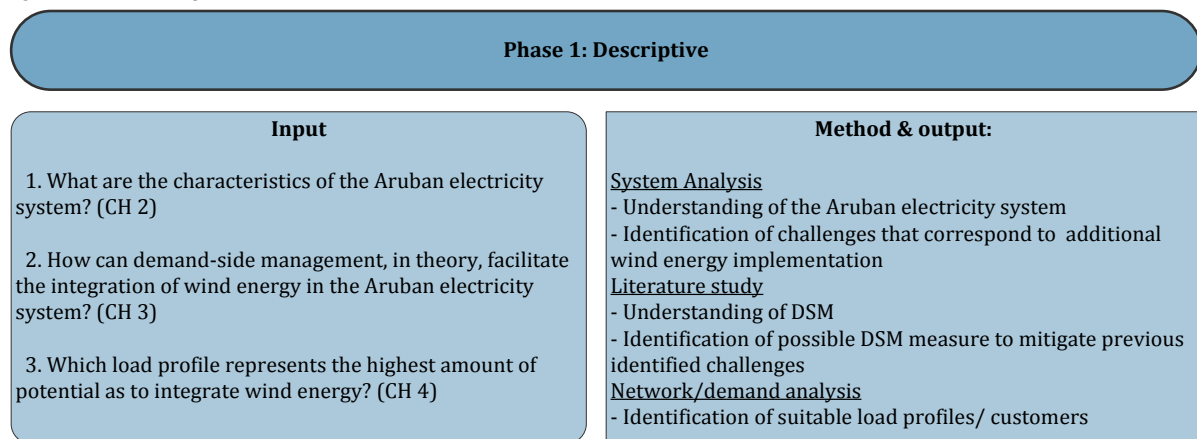 Phase 1: Descriptive
Input
1. What are the characteristics of the Aruban electricity
system? (CH 2)
2. How can demand-side management, in theory, facilitate
the integration of wind energy in the Aruban electricity
system? (CH 3)
3. Which load profile represents the highest amount of
potential as to integrate wind energy? (CH 4)
Method & output:
System Analysis
- Understanding of the Aruban electricity system
- Identification of challenges that correspond to additional
wind energy implementation
Literature study
- Understanding of DSM
- Identification of possible DSM measure to mitigate previous
identified challenges
Network/demand analysis
- Identification of suitable load profiles/ customers